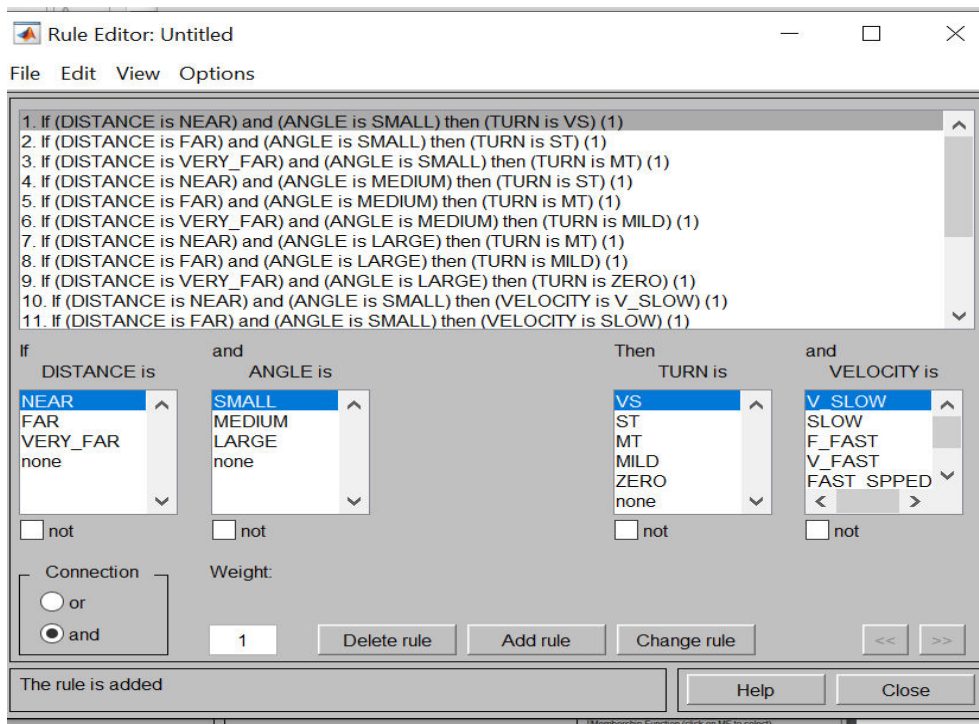 Rule Editor: Untitled
File Edit View Options
1. If (DISTANCE is NEAR) and (ANGLE is SMALL) then (TURN is VS) (1)
2. If (DISTANCE is FAR) and (ANGLE is SMALL) then (TURN is ST) (1)
3. If (DISTANCE is VERY_FAR) and (ANGLE is SMALL) then (TURN is MT) (1)
4. If (DISTANCE is NEAR) and (ANGLE is MEDIUM) then (TURN is ST) (1)
5. If (DISTANCE is FAR) and (ANGLE is MEDIUM) then (TURN is MT) (1)
6. If (DISTANCE is VERY_FAR) and (ANGLE is MEDIUM) then (TURN is MILD) (1)
7. If (DISTANCE is NEAR) and (ANGLE is LARGE) then (TURN is MT) (1)
8. If (DISTANCE is FAR) and (ANGLE is LARGE) then (TURN is MILD) (1)
9. If (DISTANCE is VERY_FAR) and (ANGLE is LARGE) then (TURN is ZERO) (1)
10. If (DISTANCE is NEAR) and (ANGLE is SMALL) then (VELOCITY is V_SLOW) (1)
11. If (DISTANCE is FAR) and (ANGLE is SMALL) then (VELOCITY is SLOW) (1)
If
DISTANCE is
NEAR
FAR
VERY_FAR
none
not
and
ANGLE is
SMALL
MEDIUM
LARGE
none
not
Then
TURN is
VS
ST
MT
MILD
ZERO
none
not
and
VELOCITY is
V_SLOW
SLOW
F_FAST
V_FAST
FAST_SPPED
not
Connection
or
and
Weight:
1
Delete rule
Add rule
Change rule
<<
>>
The rule is added
Help
Close
Membership Function (click on MF to select)